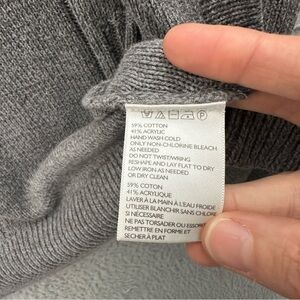 59% COTTON
41% ACRYLIC
HAND WASH COLD
ONLY NON-CHLORINE BLEACH
AS NEEDED
DO NOT TWIST/WRING
RESHAPE AND LAY FLAT TO DRY
LOW IRON AS NEEDED
OR DRY CLEAN
59% COTON
41% ACRYLIQUE
LAVER À LA MAIN À L'EAU FROIDE
UTILISER BLANCHIR SANS CHLORE
SI NÉCESSAIRE
NE PAS TORSADER OU ESSORER
REMETTRE EN FORME ET
SECHER À PLAT